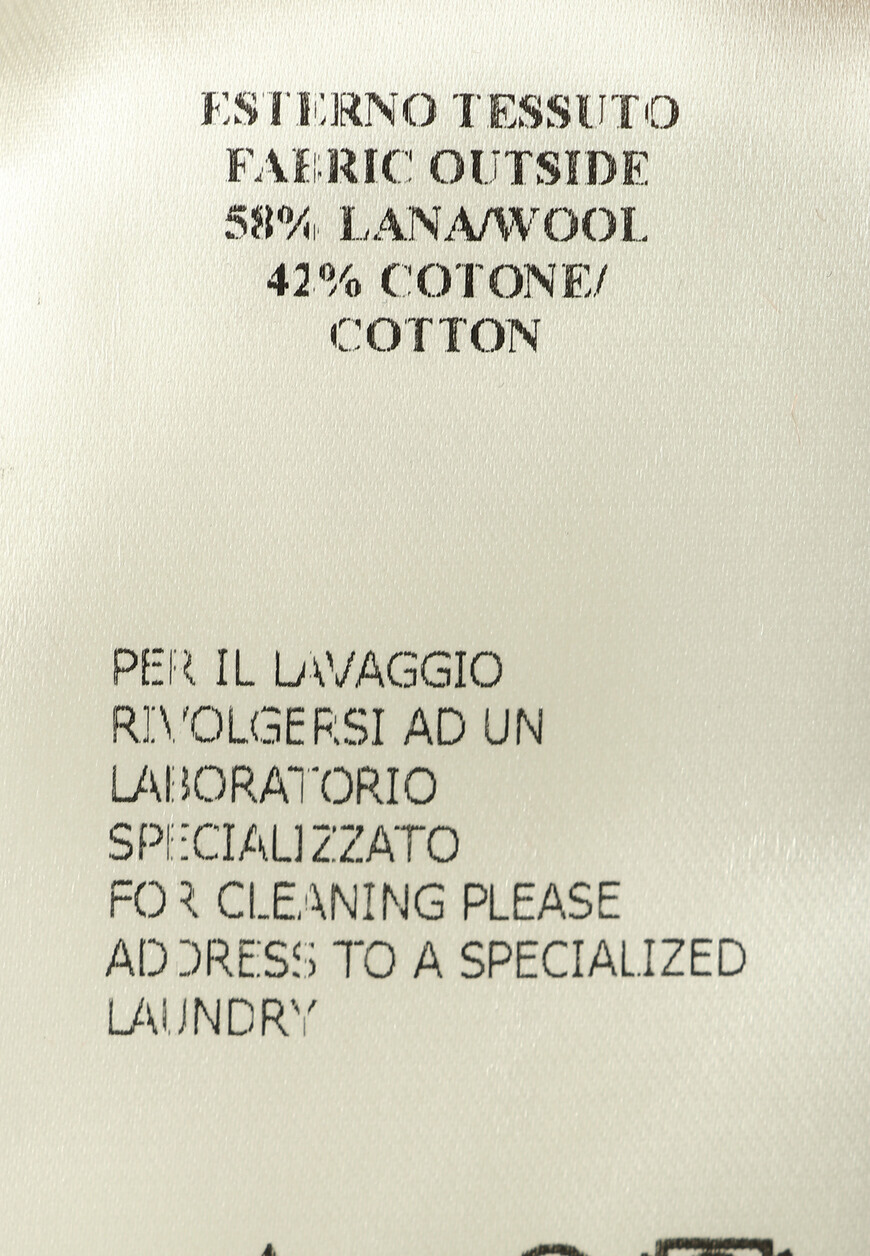 ESTERNO TESSUTO
FABRIC OUTSIDE
58% LANA/WOOL
42% COTONE/
COTTON
PER IL LAVAGGIO
RIVOLGERSI AD UN
LABORATORIO
SPECIALIZZATO
FOR CLEANING PLEASE
ADDRESS TO A SPECIALIZED
LAUNDRY